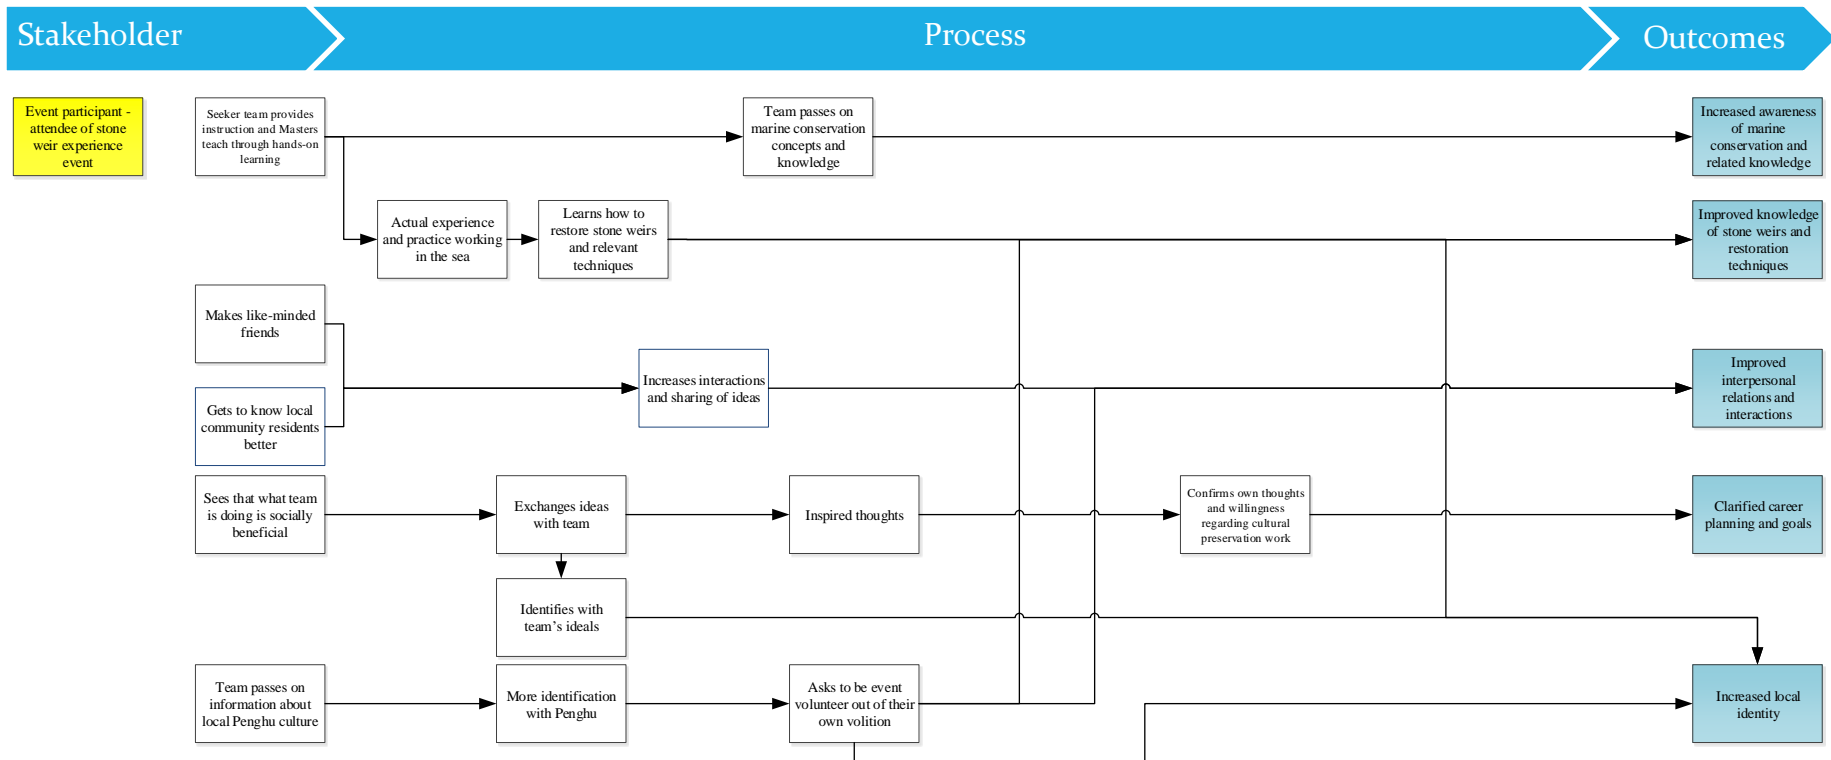 Stakeholder
Process
Outcomes
Event participant -
attendee of stone
weir experience
event
Seeker team provides
instruction and Masters
teach through hands-on
learning
Team passes on
marine conservation
concepts and
knowledge
Increased awareness
of marine
conservation and
related knowledge
Actual experience
and practice working
in the sea
Learns how to
restore stone weirs
and relevant
techniques
Improved knowledge
of stone weirs and
restoration
techniques
Makes like-minded
friends
Gets to know local
community residents
better
Increases interactions
and sharing of ideas
Improved
interpersonal
relations and
interactions
Sees that what team
is doing is socially
beneficial
Exchanges ideas
with team
Inspired thoughts
Confirms own thoughts
and willingness
regarding cultural
preservation work
Clarified career
planning and goals
Identifies with
team’s ideals
Team passes on
information about
local Penghu culture
More identification
with Penghu
Asks to be event
volunteer out of their
own volition
Increased local
identity